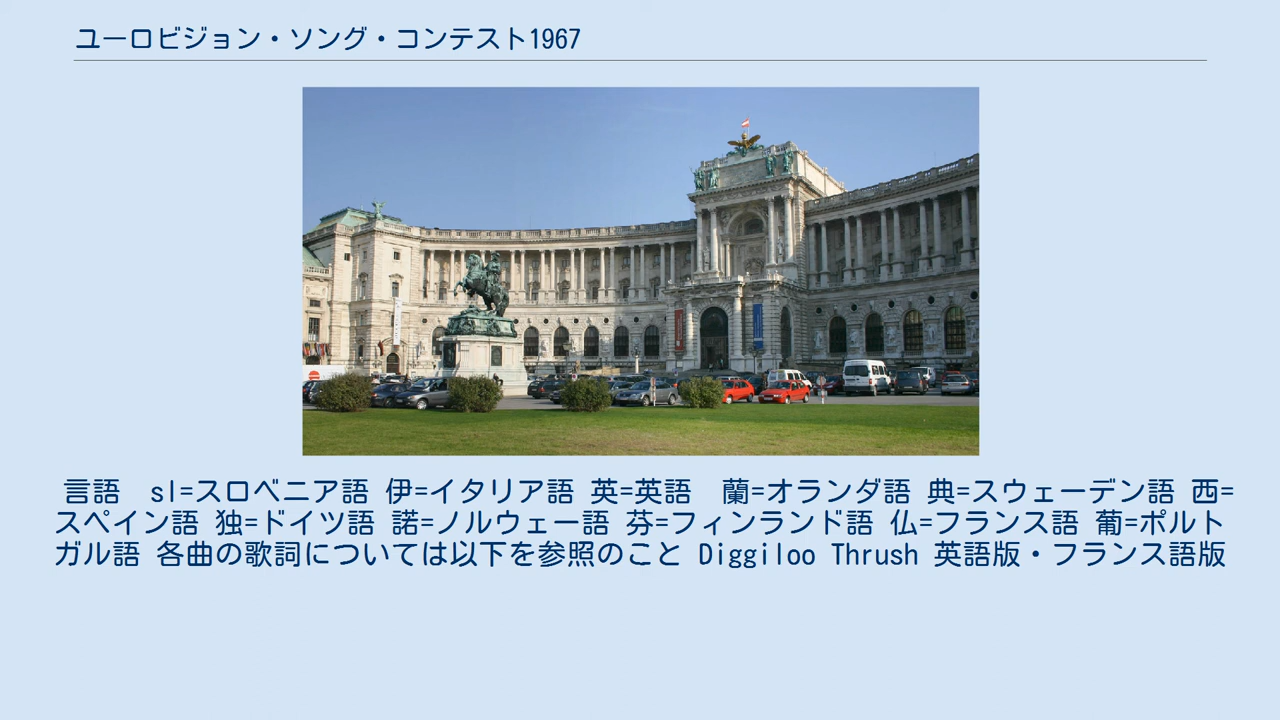 ユーロビジョン・ソング・コンテスト1967
言語　sl=スロベニア語 伊=イタリア語 英=英語　蘭=オランダ語 典=スウェーデン語 西=
スペイン語 独=ドイツ語 諾=ノルウェー語 芬=フィンランド語 仏=フランス語 葡=ポルト
ガル語 各曲の歌詞については以下を参照のこと Diggiloo Thrush 英語版・フランス語版